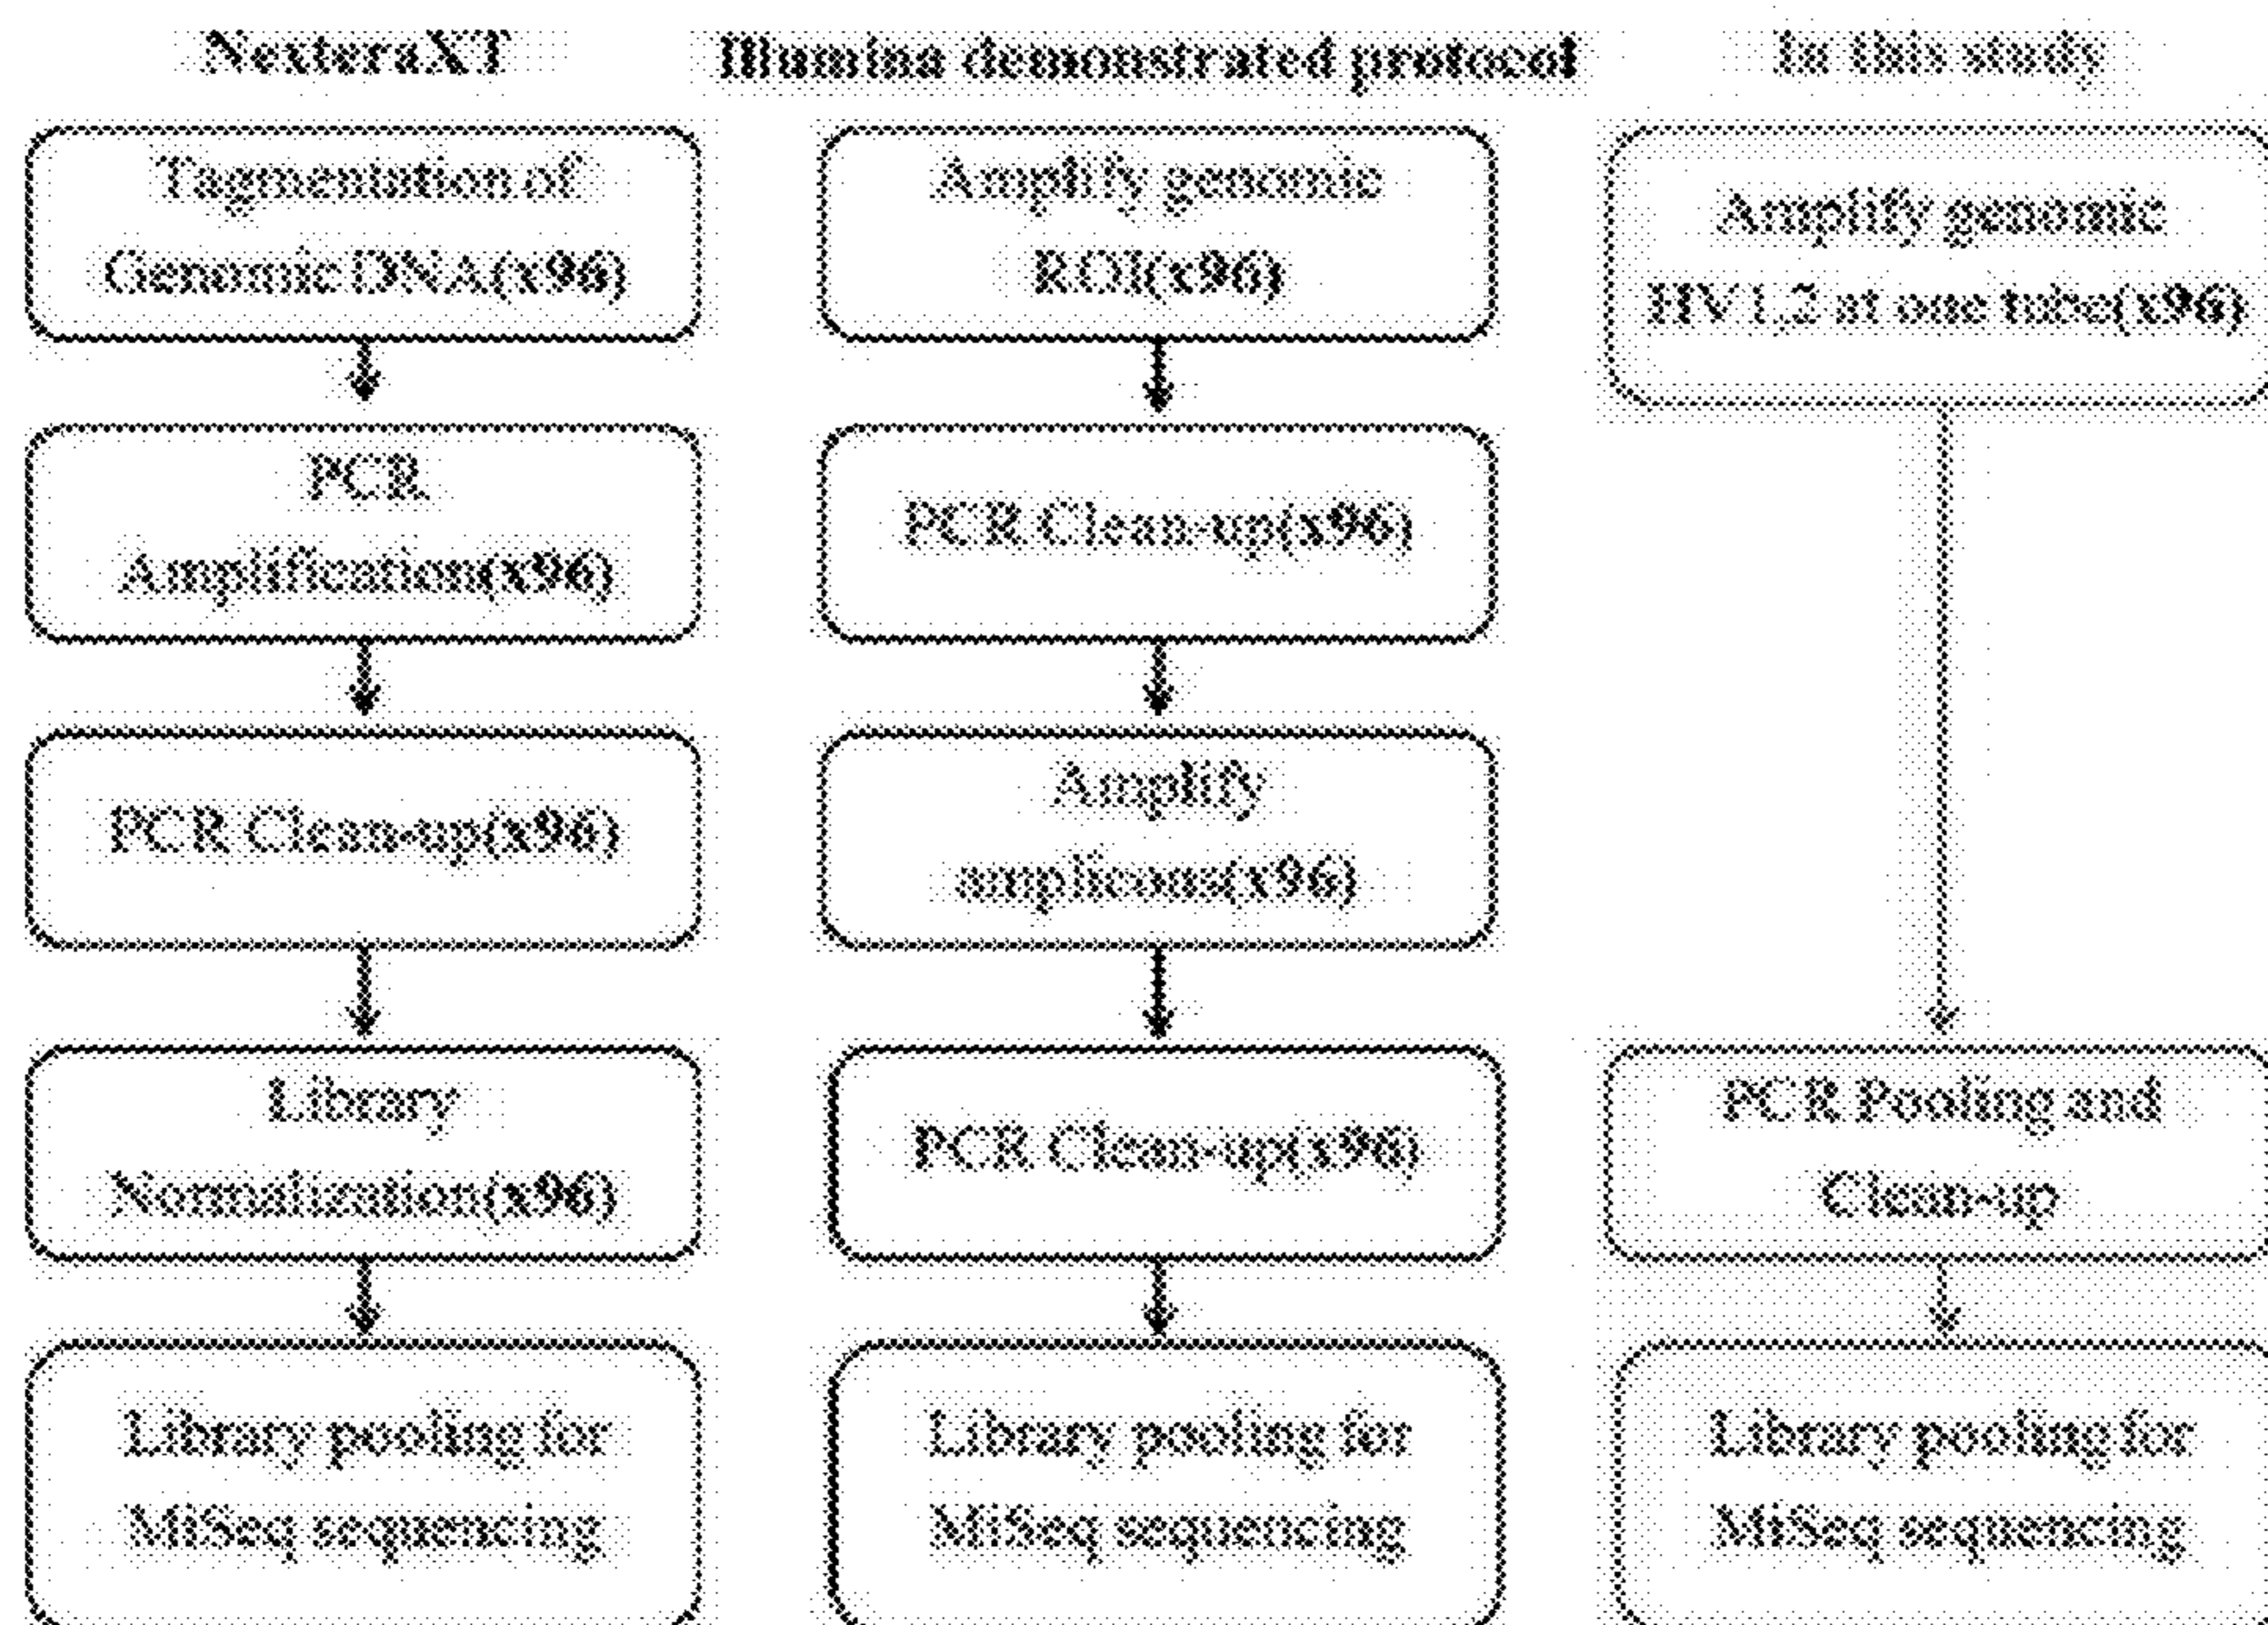 NexteraXT
Tagmentation of
Genomic DNA(x96)
PCR
Amplification(x96)
PCR Clean-up(x96)
Library
Normalization(x96)
Library pooling for
MiSeq sequencing
Illumina demonstrated protocol
Amplify genomic
ROI(x96)
PCR Clean-up(x96)
Amplify
amplicons(x96)
PCR Clean-up(x96)
Library pooling for
MiSeq sequencing
In this study
Amplify genomic
HV 1,2 at one tube(x96)
PCR Pooling and
Clean-up
Library pooling for
MiSeq sequencing